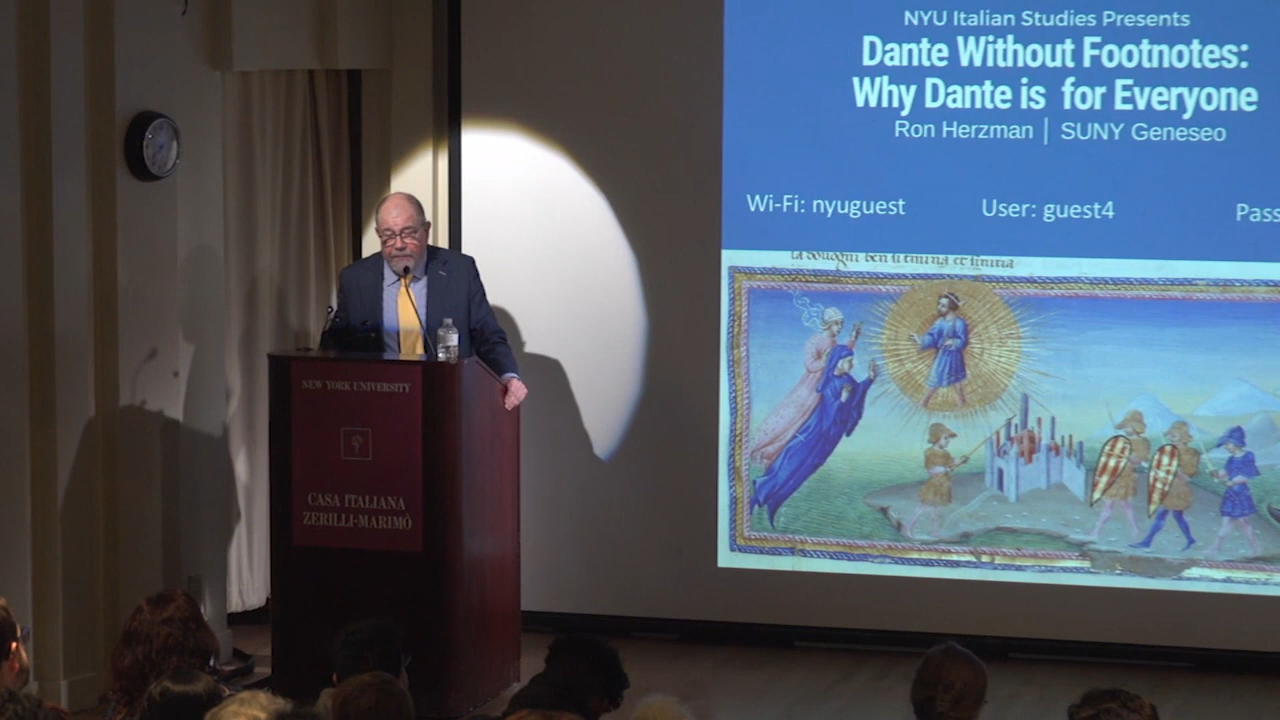 NYU Italian Studies Presents
Dante Without Footnotes:
Why Dante is for Everyone
Ron Herzman | SUNY Geneseo
Wi-Fi: nyuguest User: guest4 Pass
NEW YORK UNIVERSITY
CASA ITALIANA
ZERILLI-MARIMÒ